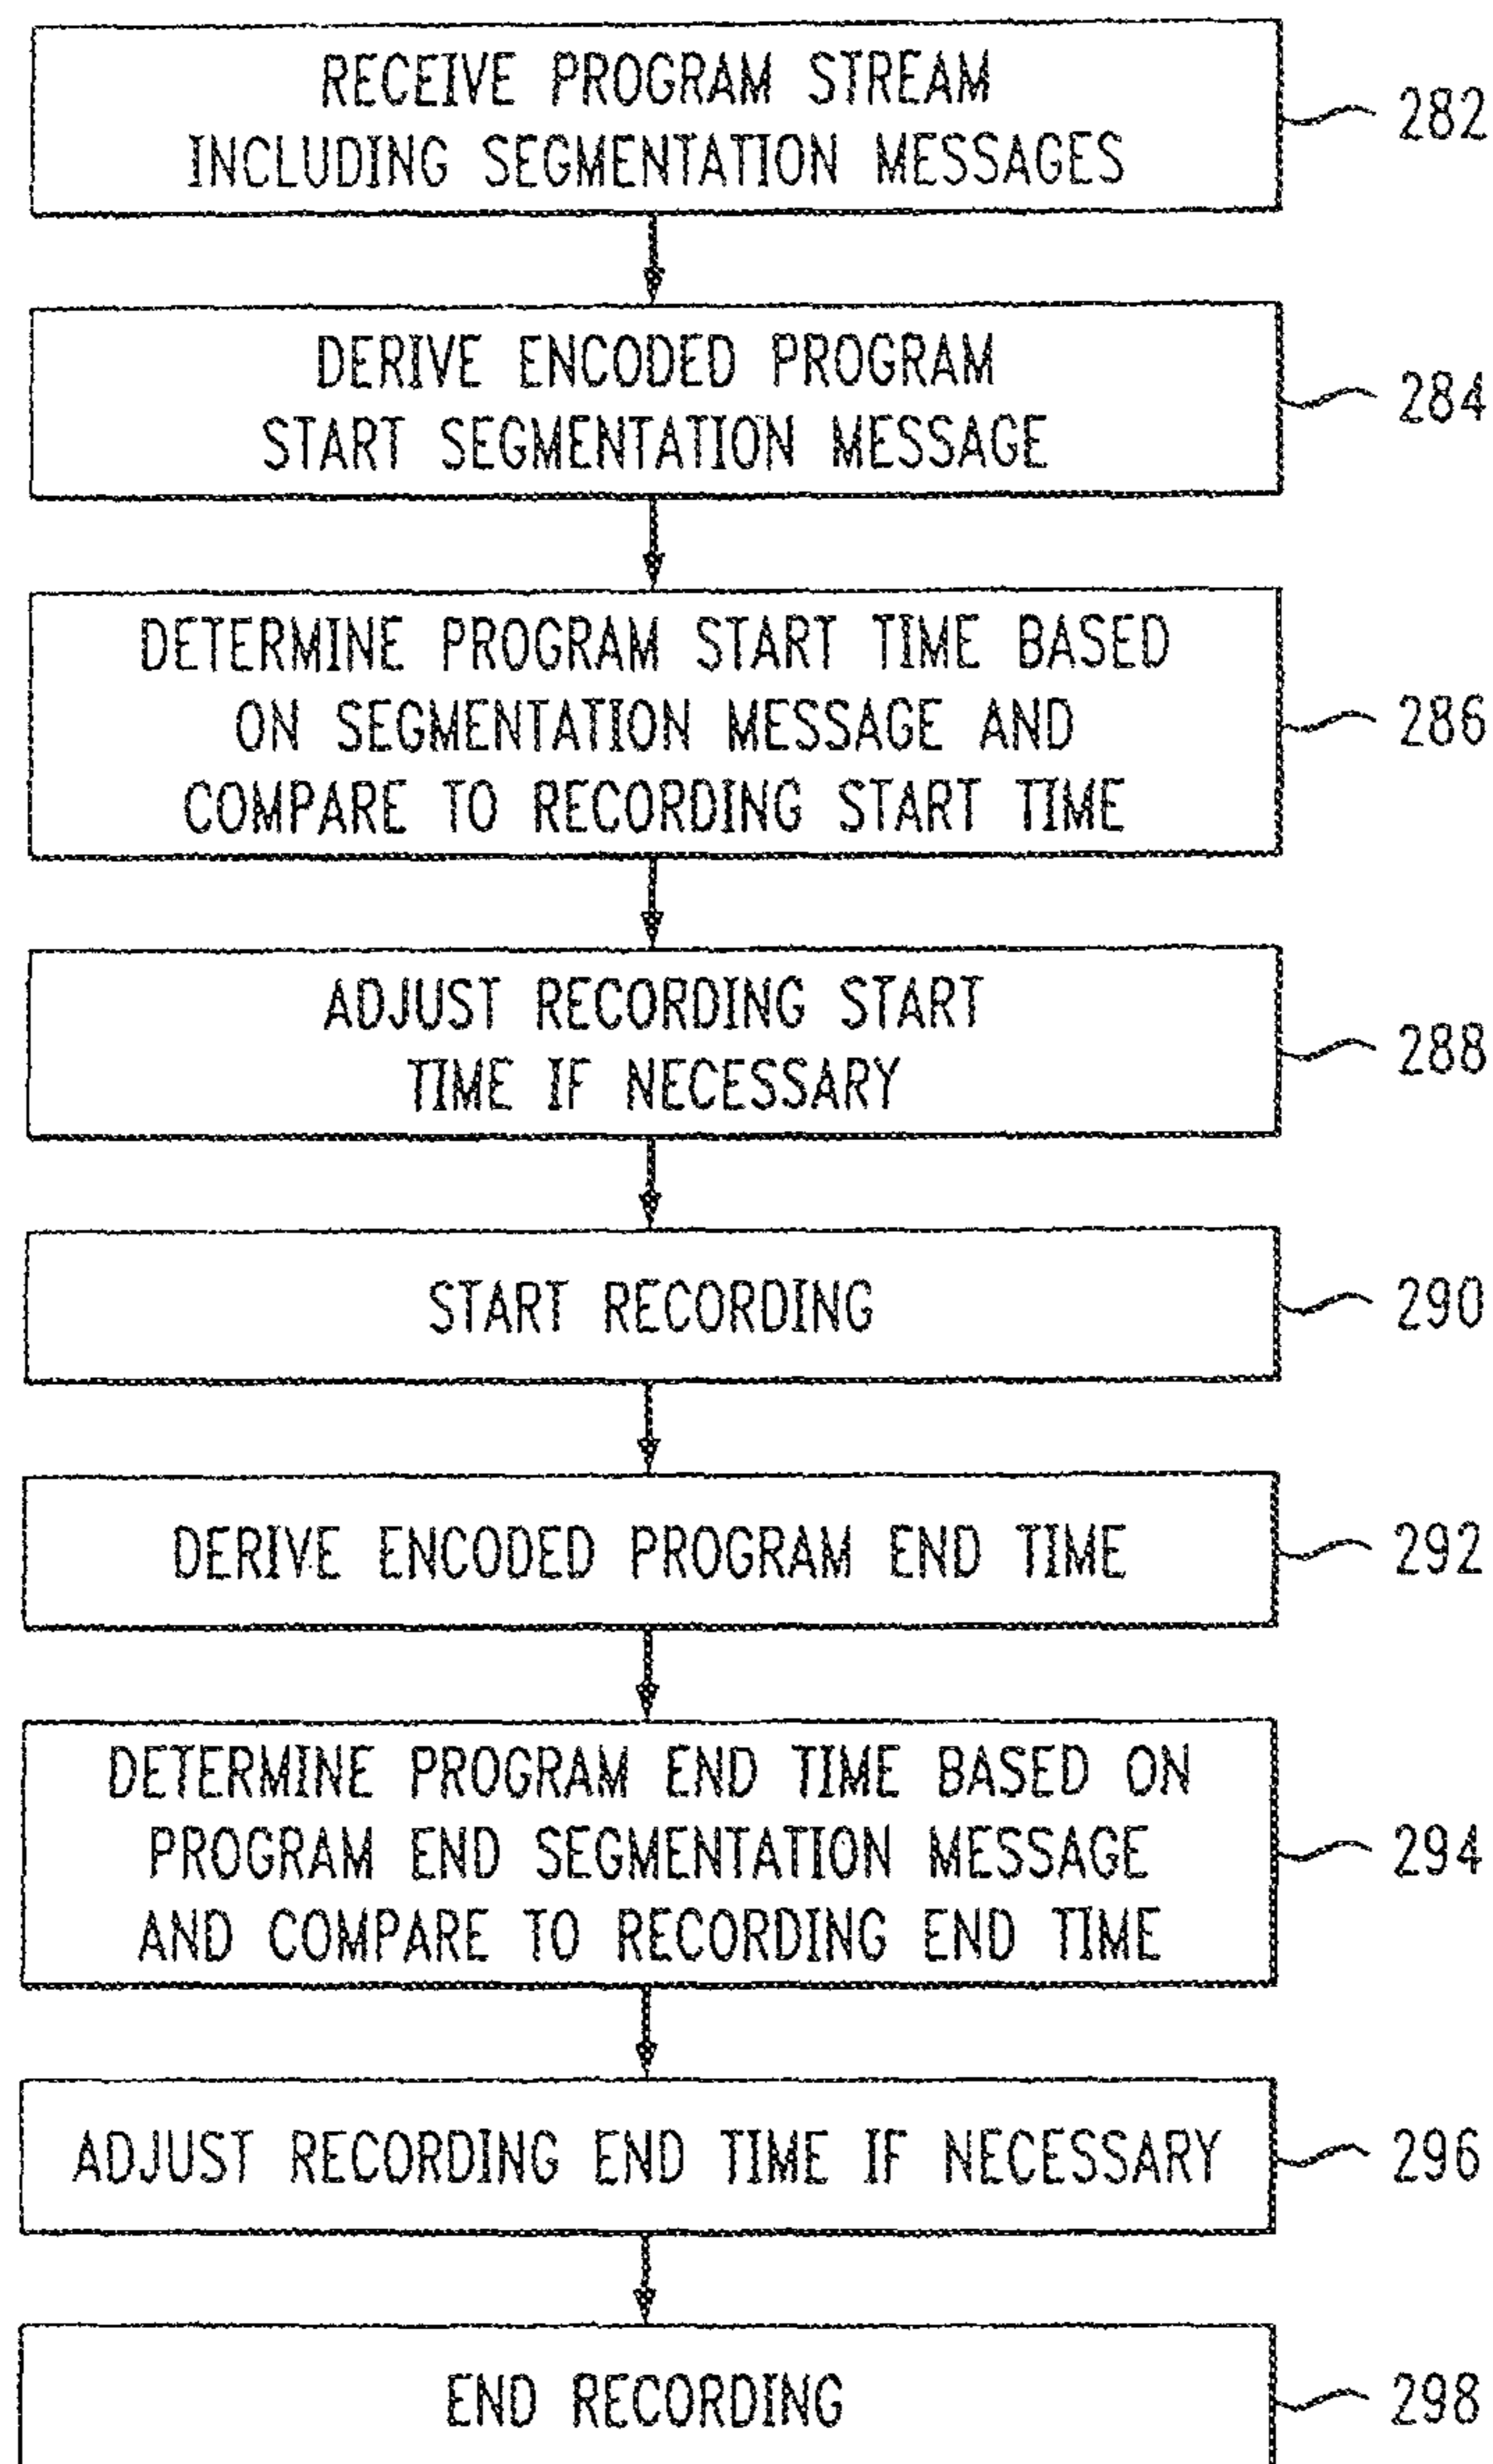 RECEIVE PROGRAM STREAM
INCLUDING SEGMENTATION MESSAGES
282
DERIVE ENCODED PROGRAM
START SEGMENTATION MESSAGE
284
DETERMINE PROGRAM START TIME BASED
ON SEGMENTATION MESSAGE AND
COMPARE TO RECORDING START TIME
286
ADJUST RECORDING START
TIME IF NECESSARY
288
START RECORDING
290
DERIVE ENCODED PROGRAM END TIME
292
DETERMINE PROGRAM END TIME BASED ON
PROGRAM END SEGMENTATION MESSAGE
AND COMPARE TO RECORDING END TIME
294
ADJUST RECORDING END TIME IF NECESSARY
296
END RECORDING
298